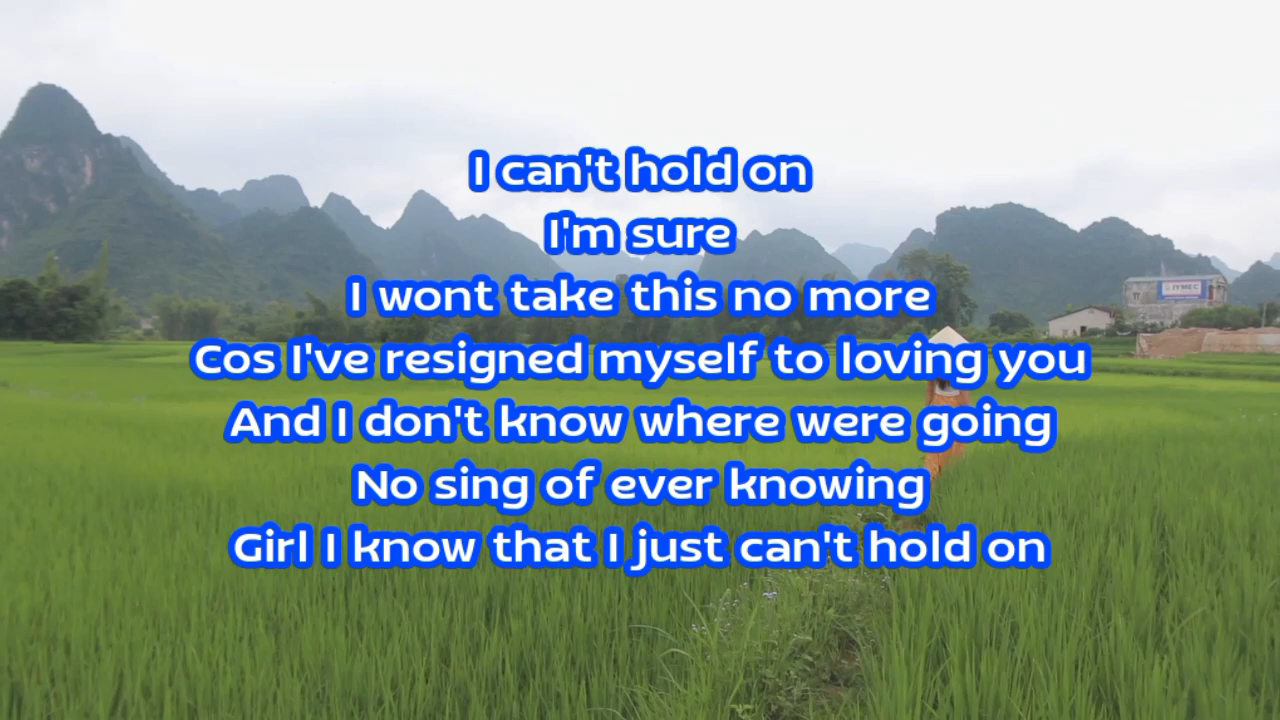 I can't hold on
I'm sure
I wont take this no more
Cos I've resigned myself to loving you
And I don't know where were going
No sing of ever knowing
Girl I know that I just can't hold on